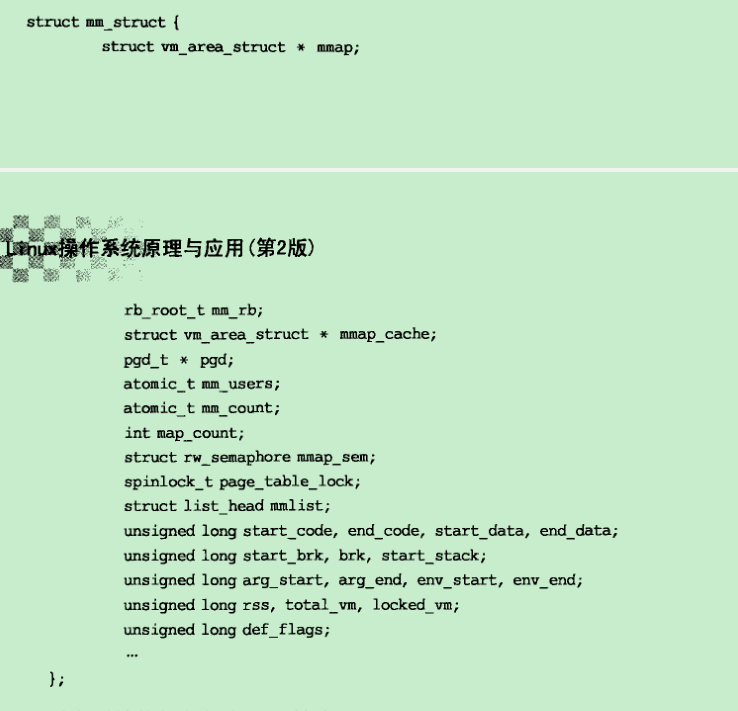 struct mm_struct {
struct vm_area_struct * mmap;
Linux操作系统原理与应用(第2版)
rb_root_t mm_rb;
struct vm_area_struct * mmap_cache;
pgd_t * pgd;
atomic_t mm_users;
atomic_t mm_count;
int map_count;
struct rw_semaphore mmap_sem;
spinlock_t page_table_lock;
struct list_head mmlist;
unsigned long start_code, end_code, start_data, end_data;
unsigned long start_brk, brk, start_stack;
unsigned long arg_start, arg_end, env_start, env_end;
unsigned long rss, total_vm, locked_vm;
unsigned long def_flags;
…
};